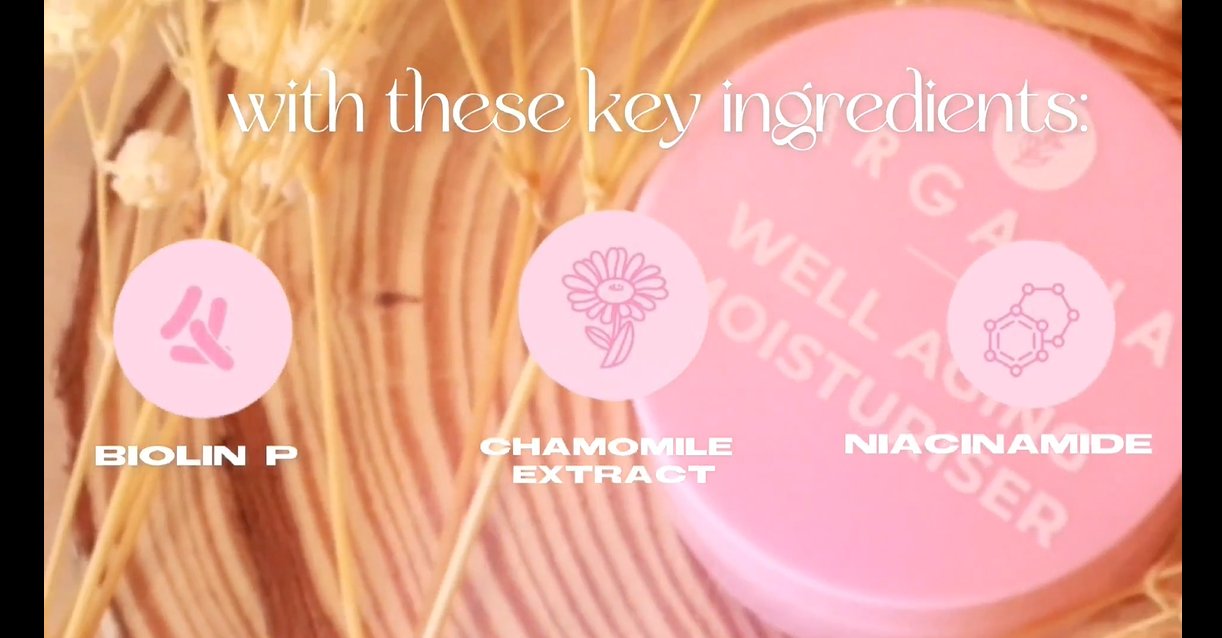 with these key ingredients:
WELL AGING
MOISTURISER
BIOLIN P
CHAMOMILE
EXTRACT
NIACINAMIDE